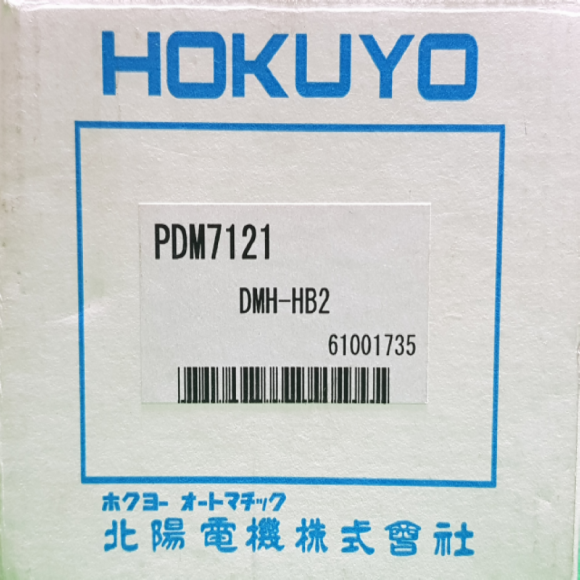 HOKUYO
PDM7121
DMH-HB2
61001735
ホクヨー オートマチック
北陽電機株式會社